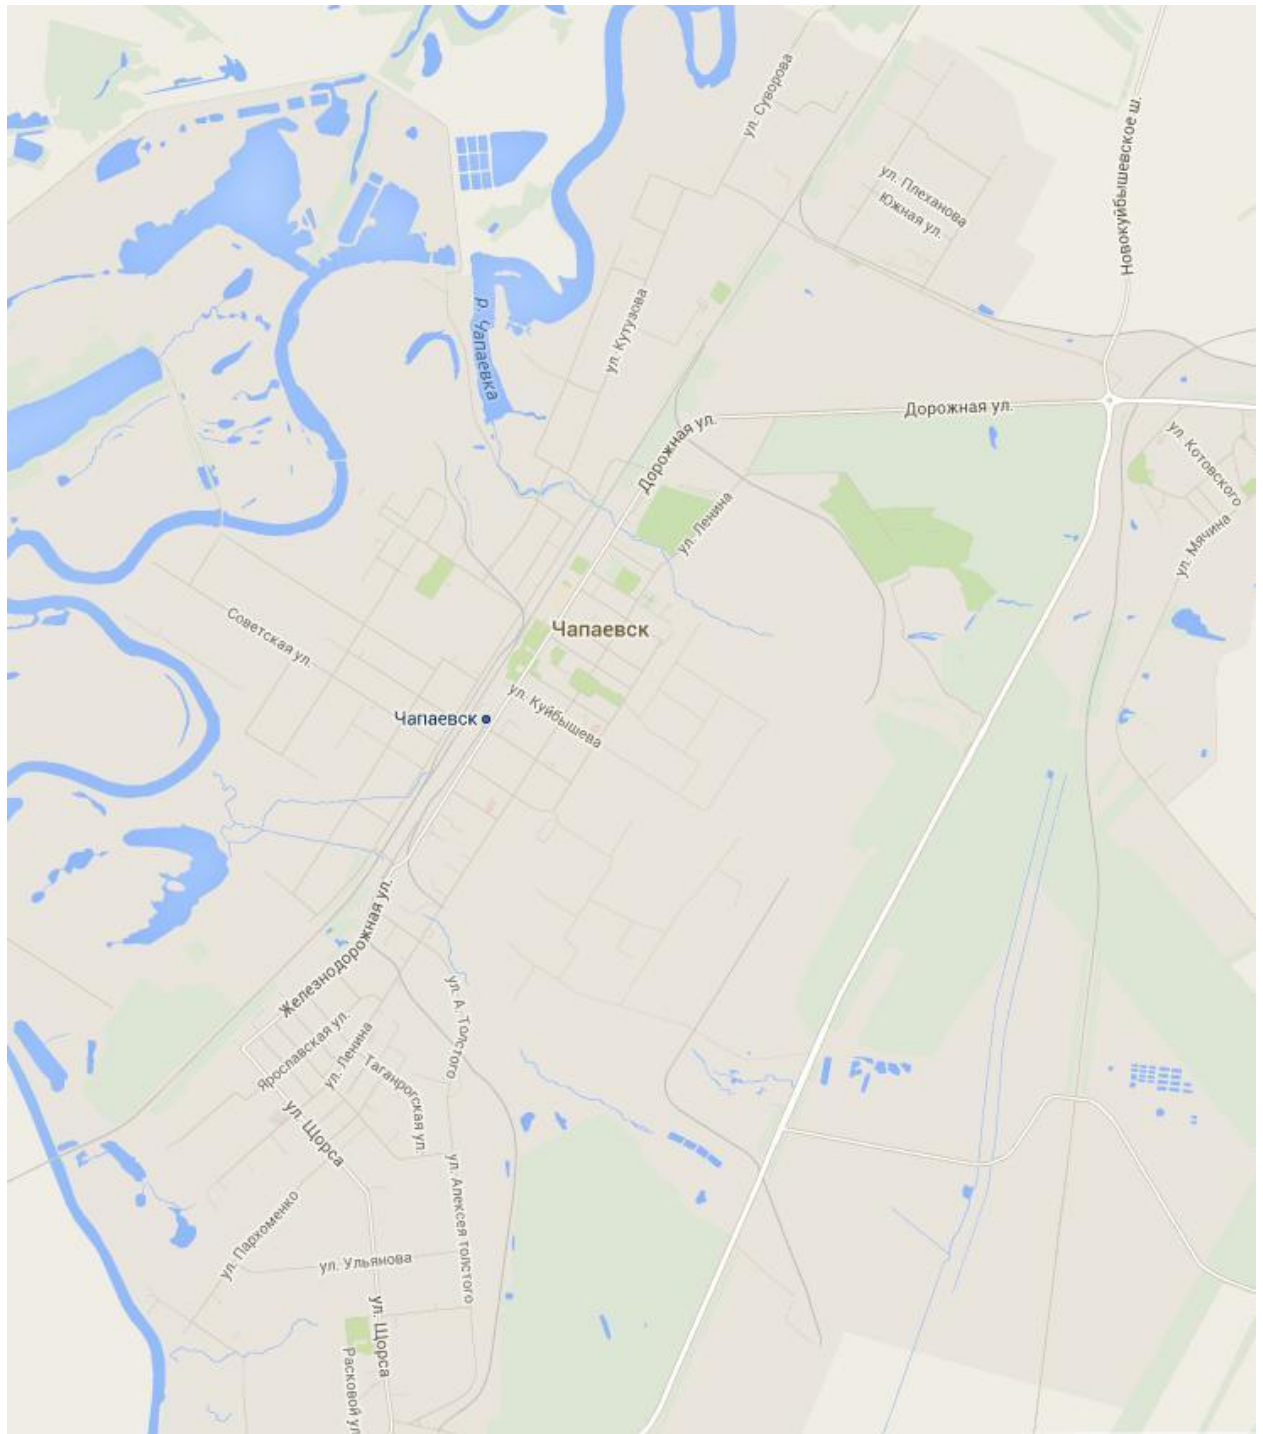 ул. Суворова
Новокуйбышевское ш.
ул. Плеханова
Южная ул.
р. Чапаевка
ул. Кутузова
Дорожная ул.
Дорожная ул.
ул. Котовского
ул. Ленина
ул. Мячина
Советская ул.
Чапаевск
ул. Куйбышева
Чапаевск
Железнодорожная ул.
ул. А. Толстого
Ярославская ул.
ул. Ленина
Таганрогская ул.
ул. Щорса
ул. Алексея толстого
ул. Пархоменко
ул. Ульянова
ул. Щорса
Расковой ул